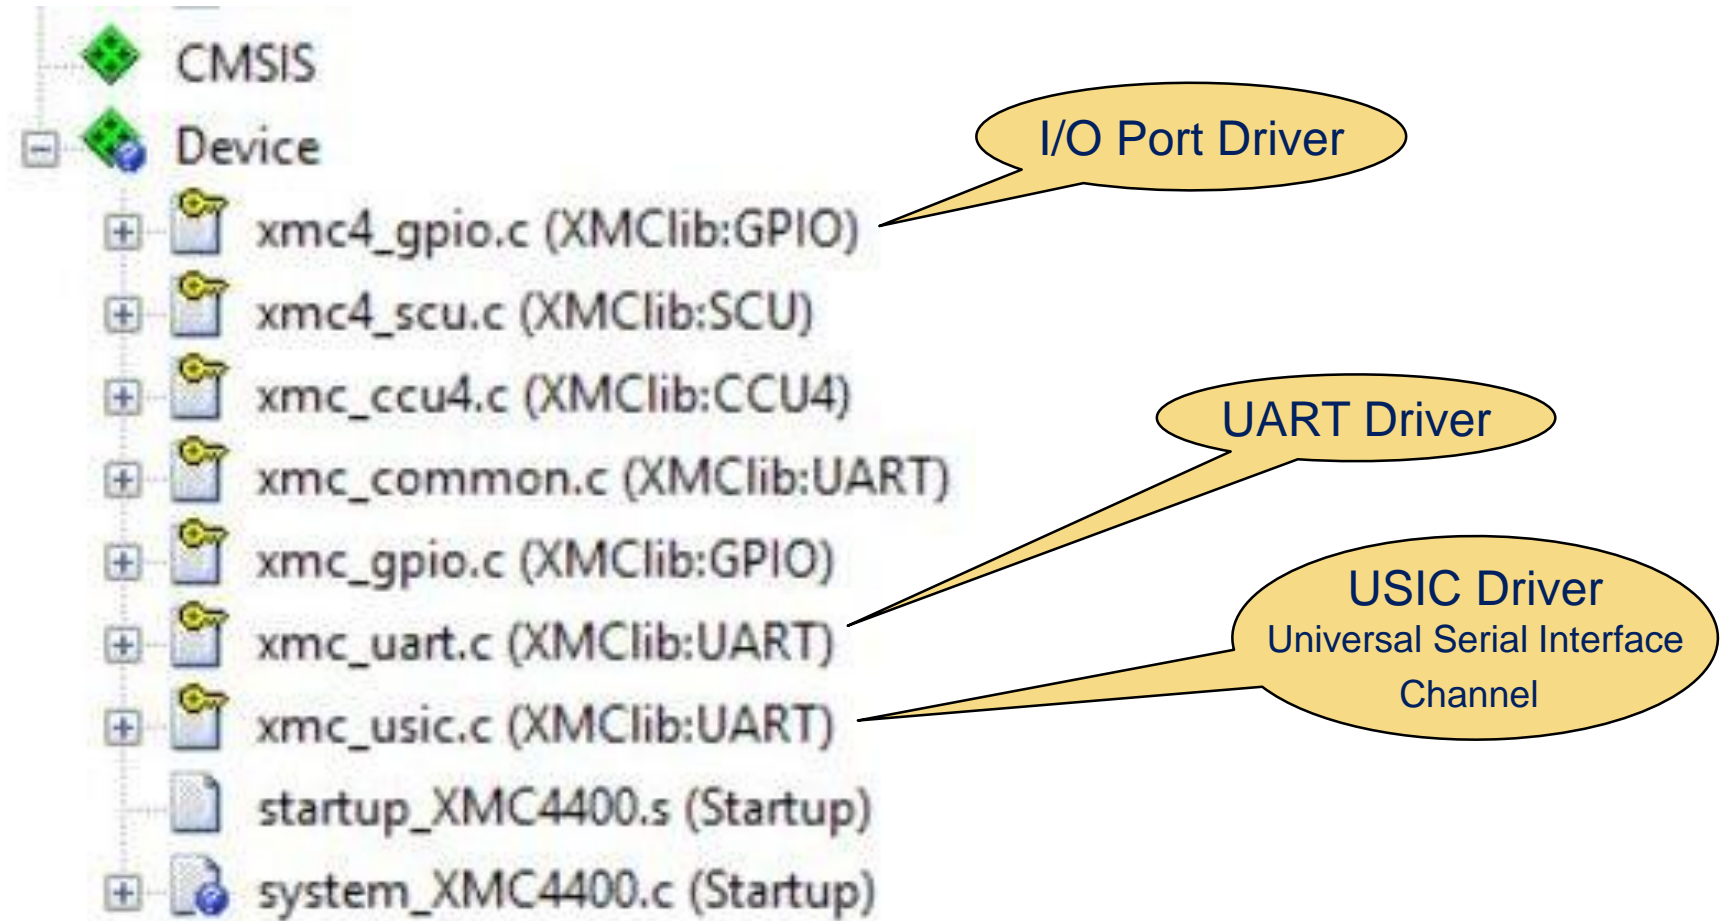 CMSIS
Device
I/O Port Driver
xmc4_gpio.c (XMClib:GPIO)
xmc4_scu.c (XMClib:SCU)
xmc_ccu4.c (XMClib:CCU4)
UART Driver
xmc_common.c (XMClib:UART)
xmc_gpio.c (XMClib:GPIO)
USIC Driver
Universal Serial Interface
Channel
xmc_uart.c (XMClib:UART)
xmc_usic.c (XMClib:UART)
startup_XMC4400.s (Startup)
system_XMC4400.c (Startup)